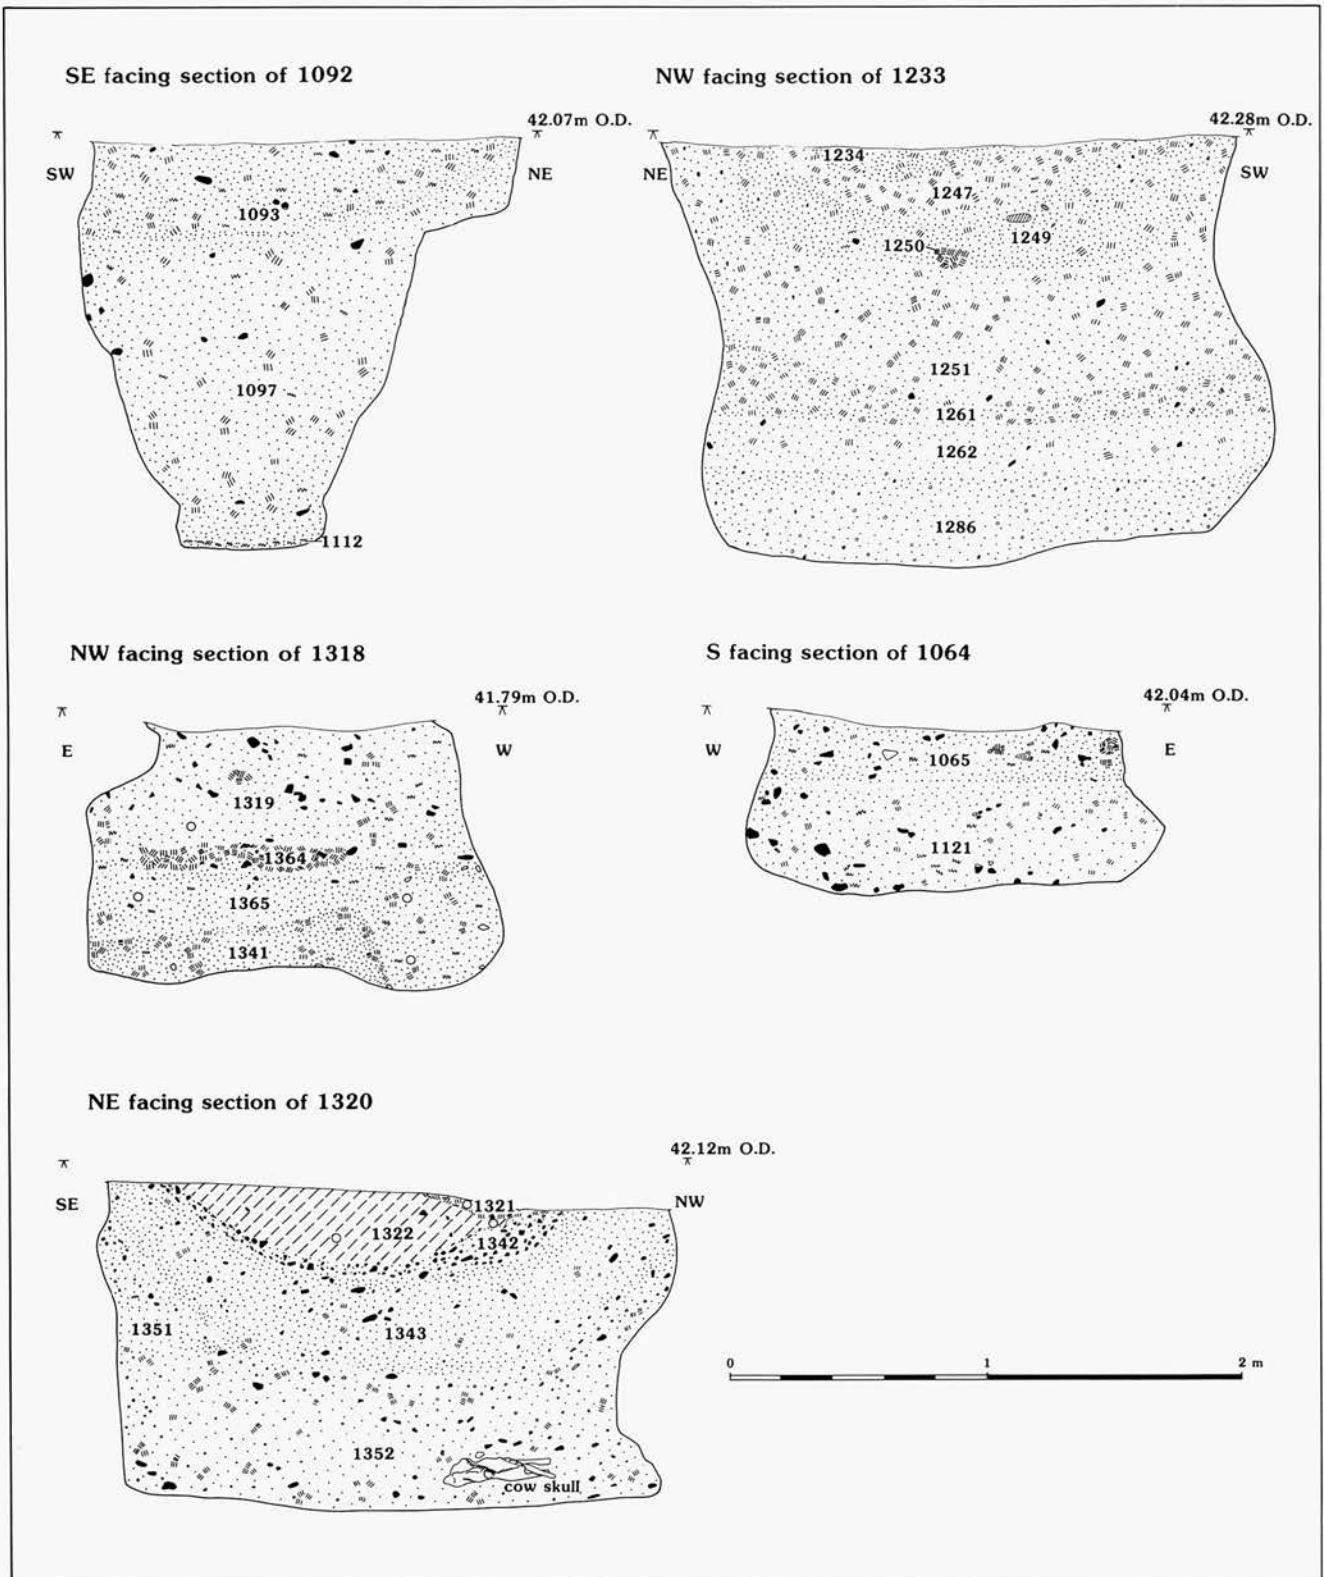 SE facing section of 1092
42.07m O.D.
SW
NE
1093
1097
1112
NW facing section of 1233
42.28m O.D.
NE
SW
1234
1247
1249
1250
1251
1261
1262
1286
NW facing section of 1318
41.79m O.D.
E
W
1319
1364
1365
1341
S facing section of 1064
42.04m O.D.
W
E
1065
1121
NE facing section of 1320
42.12m O.D.
SE
NW
1321
1322
1342
1351
1343
1352
cow skull
0 1 2 m